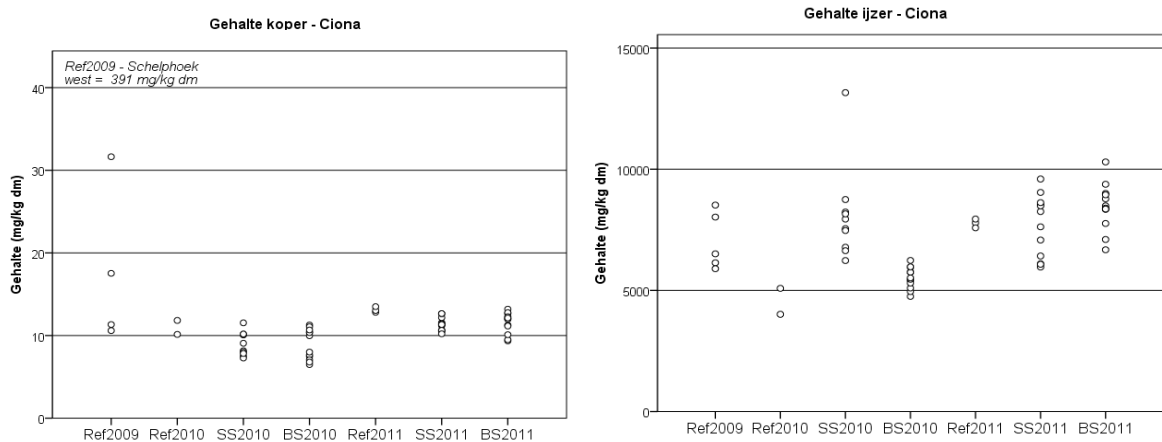 Gehalte koper - Ciona
Ref2009 - Schelphoek
west = 391 mg/kg dm
Gehalte (mg/kg dm)
40
30
20
10
0
Ref2009 Ref2010 SS2010 BS2010 Ref2011 SS2011 BS2011
Gehalte ijzer - Ciona
Gehalte (mg/kg dm)
15000
10000
5000
0
Ref2009 Ref2010 SS2010 BS2010 Ref2011 SS2011 BS2011